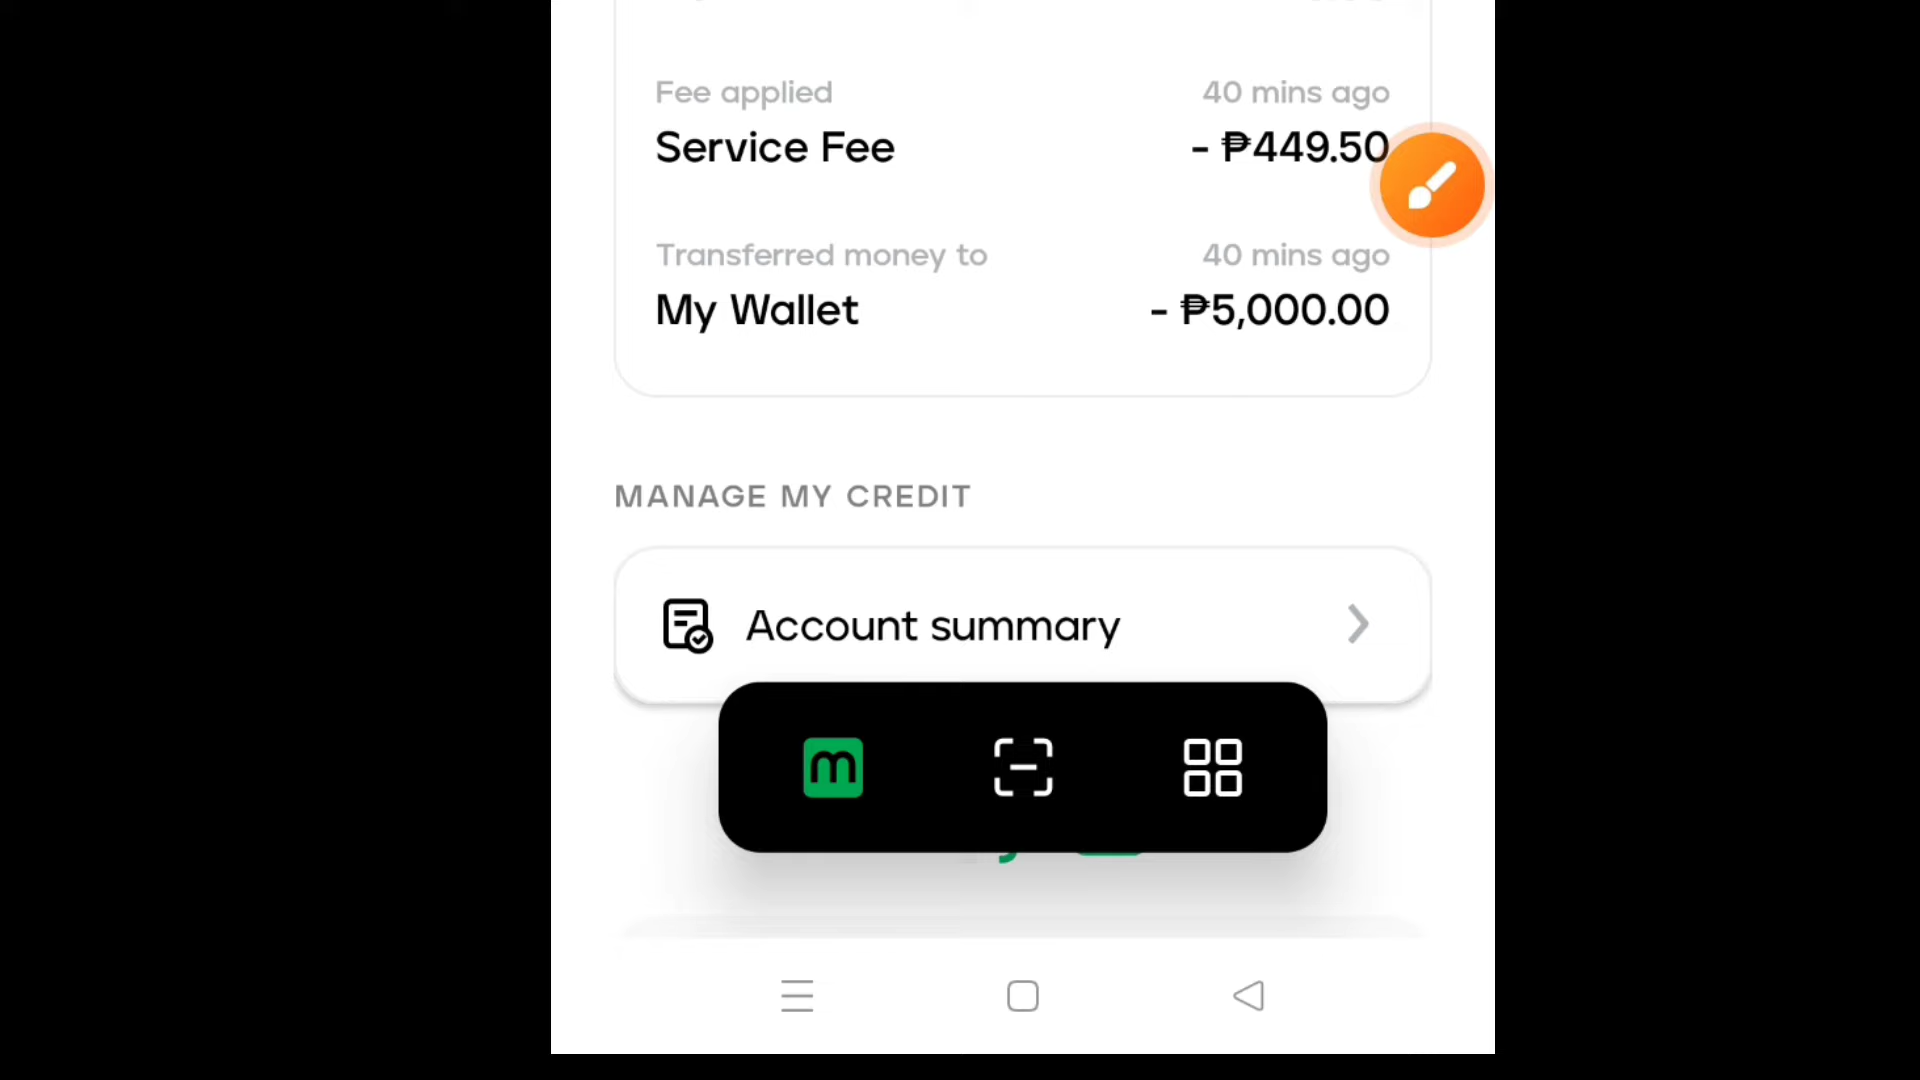 Fee applied 40 mins ago
Service Fee - ₱449.50
Transferred money to 40 mins ago
My Wallet - ₱5,000.00
MANAGE MY CREDIT
Account summary
m